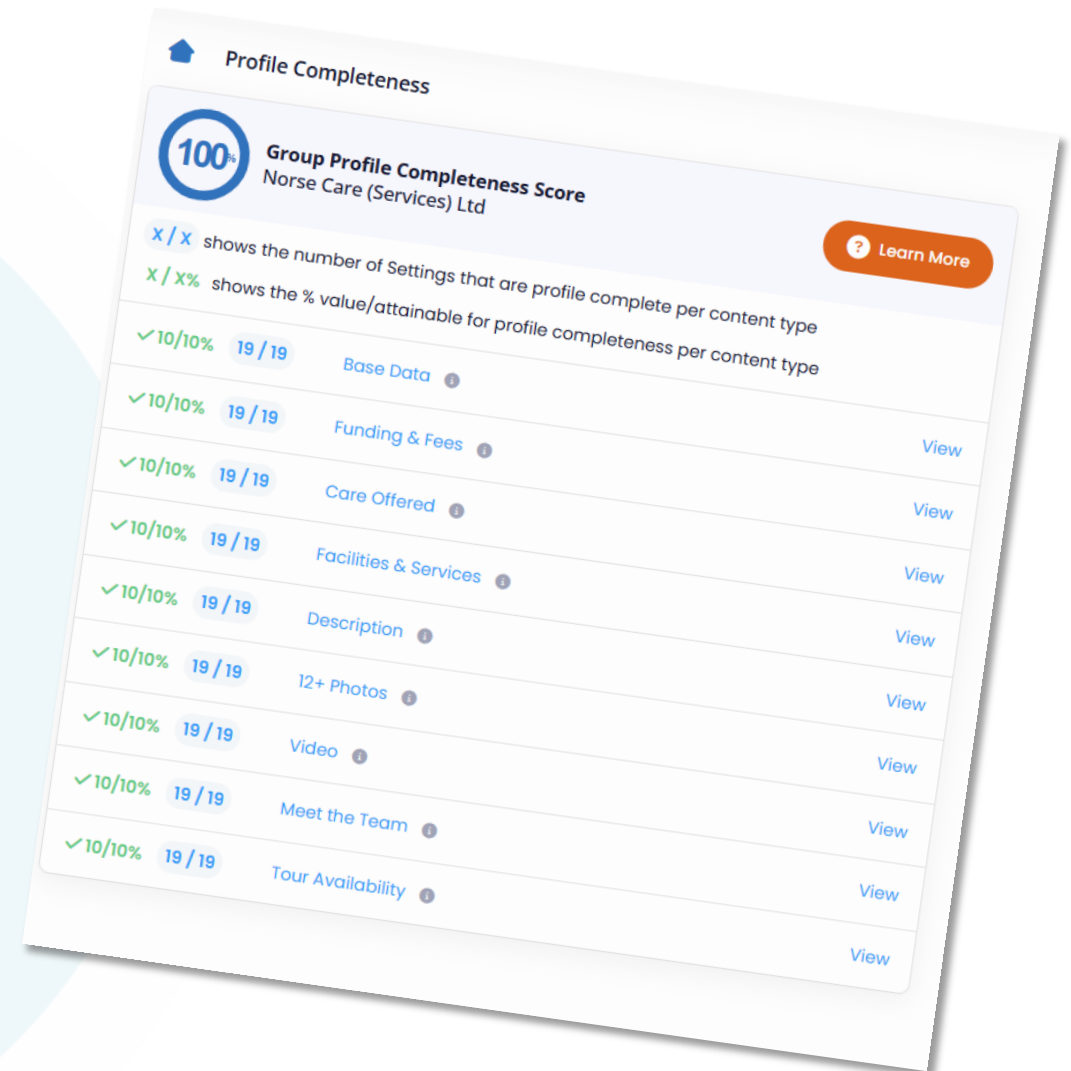 Profile Completeness
100%
Group Profile Completeness Score
Norse Care (Services) Ltd
? Learn More
X / X shows the number of Settings that are profile complete per content type
X / X% shows the % value/attainable for profile completeness per content type
10/10% 19 / 19 Base Data i View
10/10% 19 / 19 Funding & Fees i View
10/10% 19 / 19 Care Offered i View
10/10% 19 / 19 Facilities & Services i View
10/10% 19 / 19 Description i View
10/10% 19 / 19 12+ Photos i View
10/10% 19 / 19 Video i View
10/10% 19 / 19 Meet the Team i View
10/10% 19 / 19 Tour Availability i View